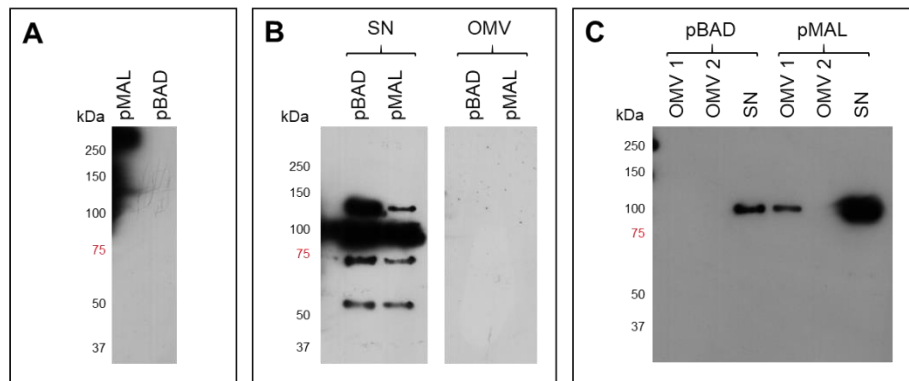 A
pMAL
pBAD
kDa
250
150
100
75
50
37
B
SN OMV
pBAD
pMAL
pBAD
pMAL
kDa
250
150
100
75
50
37
C
pBAD pMAL
OMV 1
OMV 2
SN
OMV 1
OMV 2
SN
kDa
250
150
100
75
50
37